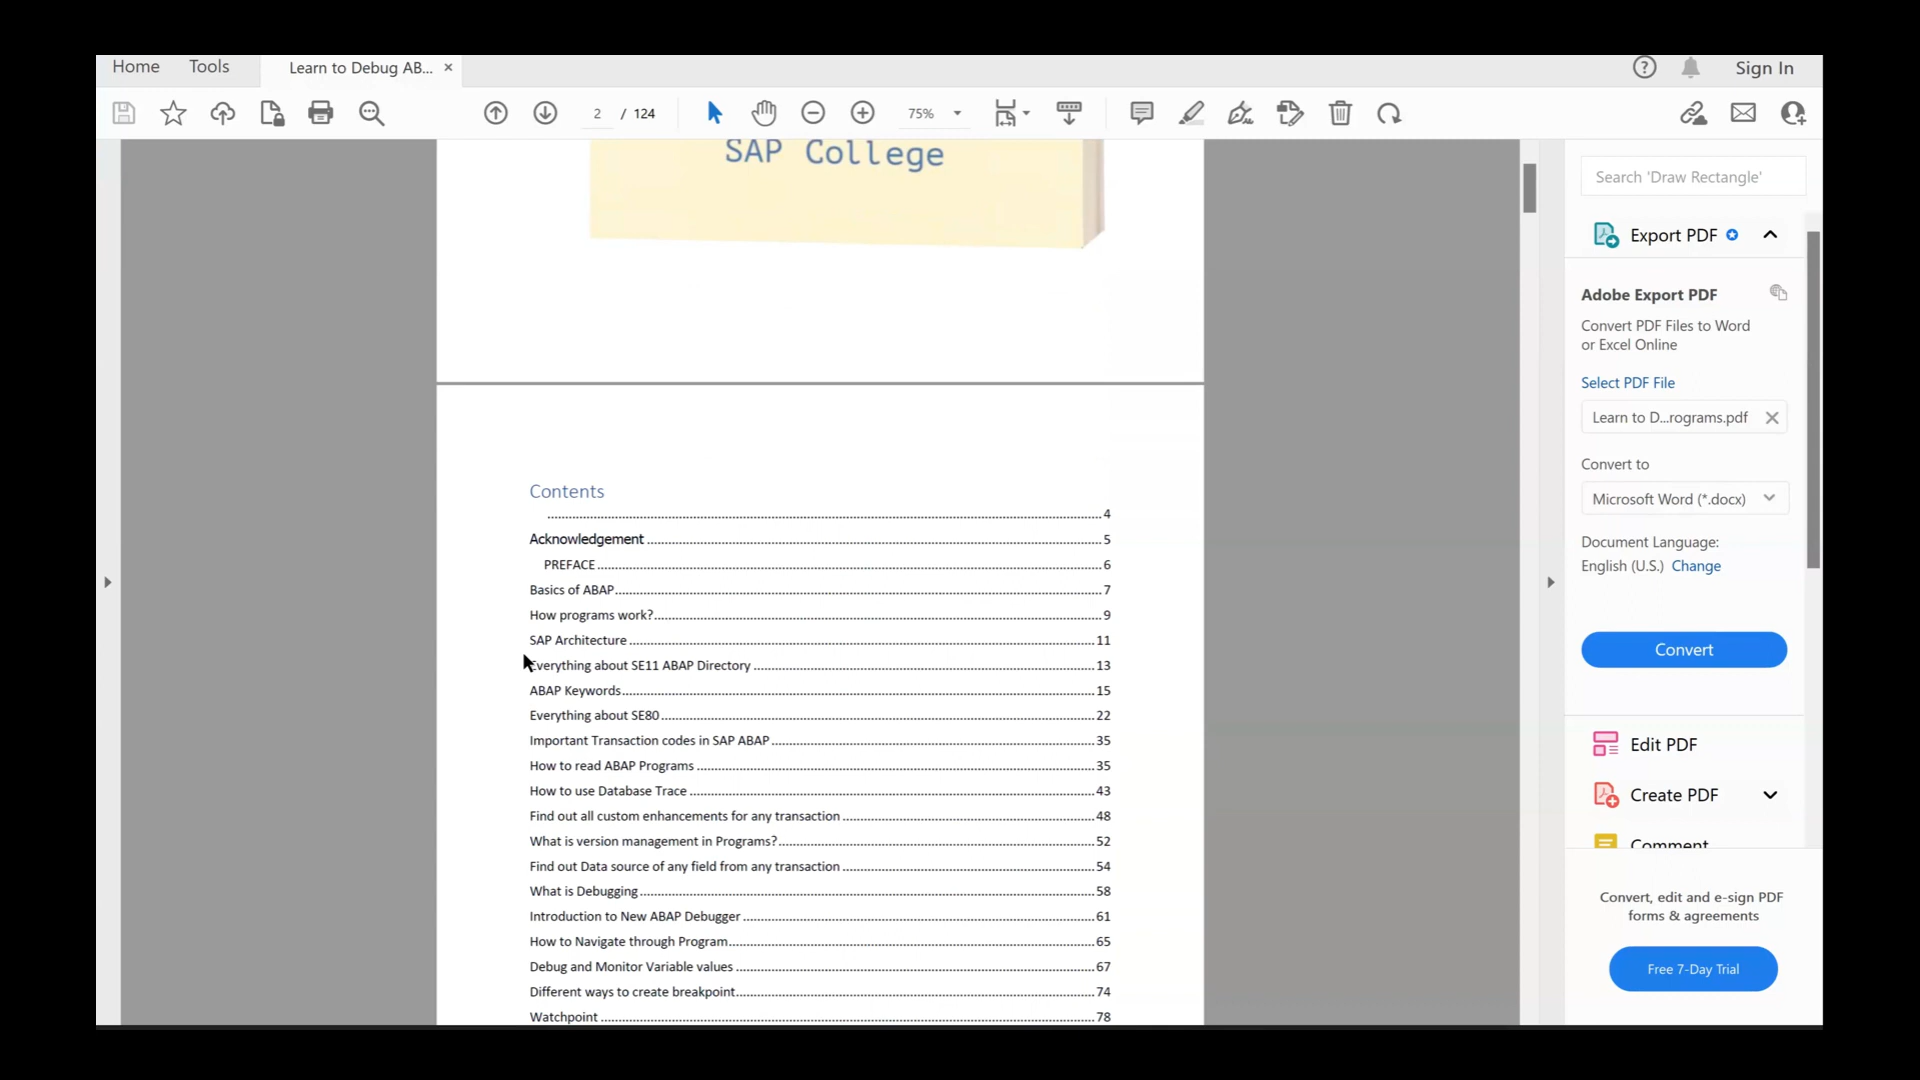 Home Tools Learn to Debug AB... × Sign In
2 / 124 75%
SAP College
Contents
.......... 4
Acknowledgement .......... 5
PREFACE .......... 6
Basics of ABAP .......... 7
How programs work? .......... 9
SAP Architecture .......... 11
Everything about SE11 ABAP Directory .......... 13
ABAP Keywords .......... 15
Everything about SE80 .......... 22
Important Transaction codes in SAP ABAP .......... 35
How to read ABAP Programs .......... 35
How to use Database Trace .......... 43
Find out all custom enhancements for any transaction .......... 48
What is version management in Programs? .......... 52
Find out Data source of any field from any transaction .......... 54
What is Debugging .......... 58
Introduction to New ABAP Debugger .......... 61
How to Navigate through Program .......... 65
Debug and Monitor Variable values .......... 67
Different ways to create breakpoint .......... 74
Watchpoint .......... 78
Search 'Draw Rectangle'
Export PDF
Adobe Export PDF
Convert PDF Files to Word
or Excel Online
Select PDF File
Learn to D...rograms.pdf
Convert to
Microsoft Word (*.docx)
Document Language:
English (U.S.) Change
Convert
Edit PDF
Create PDF
Comment
Convert, edit and e-sign PDF
forms & agreements
Free 7-Day Trial